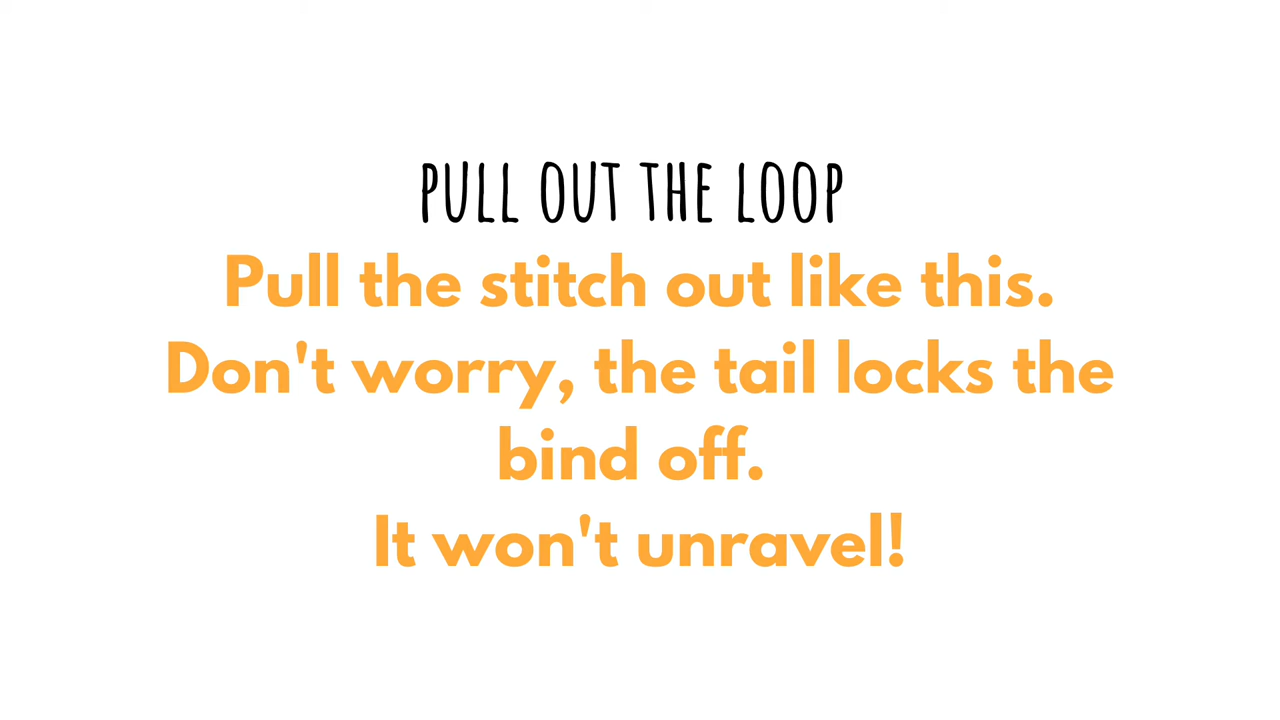 PULL OUT THE LOOP
Pull the stitch out like this.
Don't worry, the tail locks the
bind off.
It won't unravel!